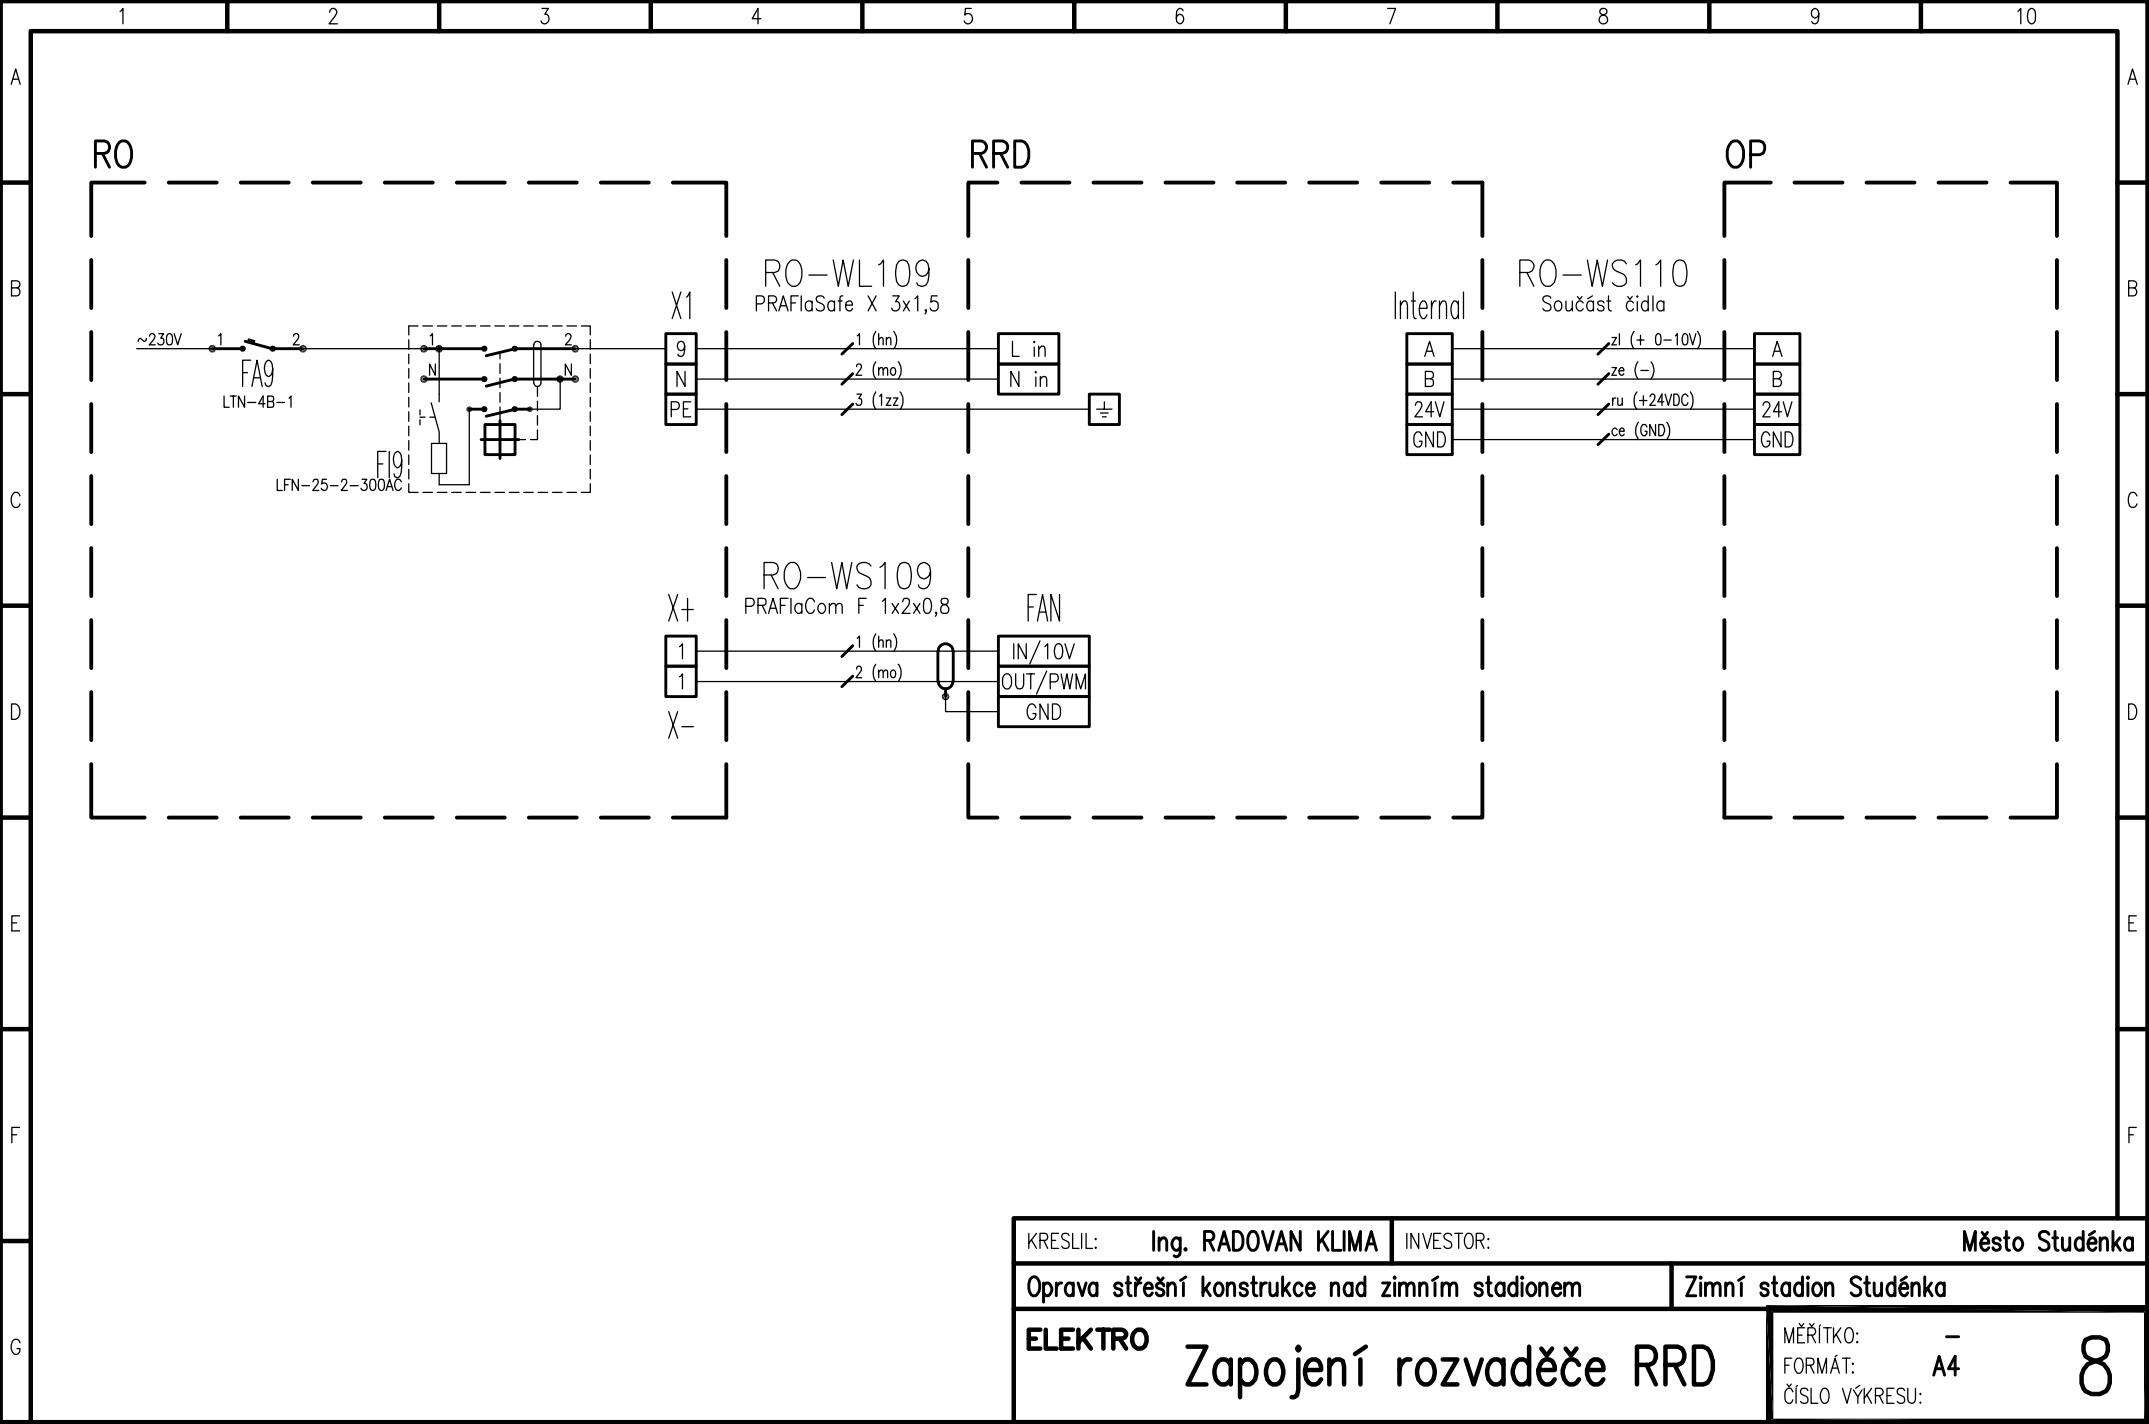 1 2 3 4 5 6 7 8 9 10
A A
RO RRD OP
B B
RO-WL109
PRAFlaSafe X 3x1,5
RO-WS110
Součást čidla
X1
Internal
~230V 1 2
FA9
LTN-4B-1
1 2
N N
FI9
LFN-25-2-300AC
9 1 (hn) L in
N 2 (mo) N in
PE 3 (1zz)
A zl (+ 0-10V) A
B ze (-) B
24V ru (+24VDC) 24V
GND ce (GND) GND
C C
RO-WS109
PRAFlaCom F 1x2x0,8
X+
FAN
1 1 (hn) IN/10V
1 2 (mo) OUT/PWM
GND
X-
D D
E E
F F
G
KRESLIL: Ing. RADOVAN KLIMA INVESTOR: Město Studénka
Oprava střešní konstrukce nad zimním stadionem Zimní stadion Studénka
ELEKTRO Zapojení rozvaděče RRD
MĚŘÍTKO: -
FORMÁT: A4
ČÍSLO VÝKRESU:
8